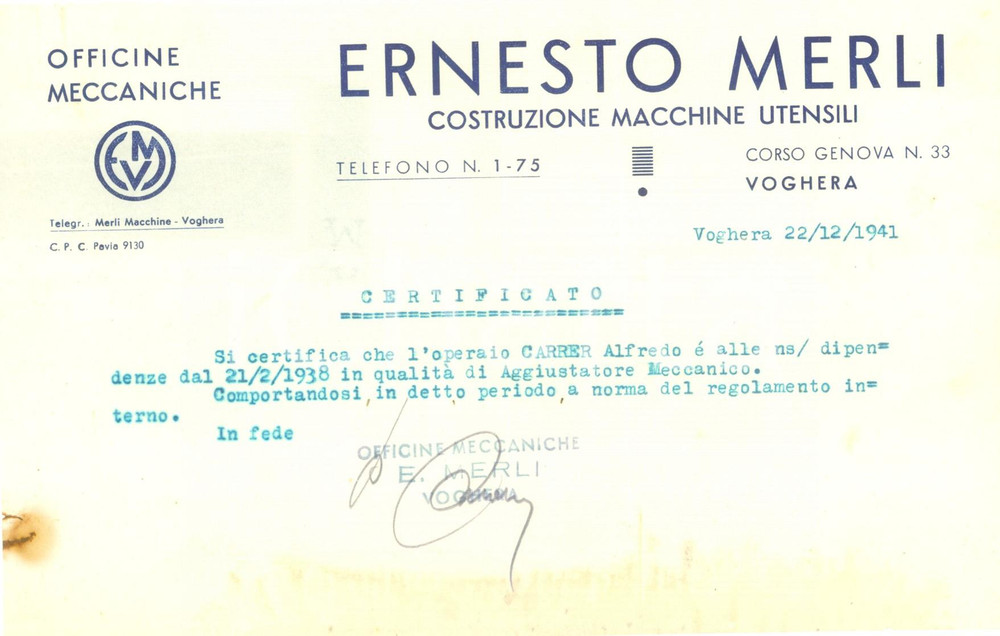 OFFICINE
MECCANICHE
EMV
Telegr.: Merli Macchine - Voghera
C. P. C. Pavia 9130
ERNESTO MERLI
COSTRUZIONE MACCHINE UTENSILI
TELEFONO N. 1-75
CORSO GENOVA N. 33
VOGHERA
Voghera 22/12/1941
CERTIFICATO
==========================
Si certifica che l'operaio CARRER Alfredo é alle ns/ dipen=
denze dal 21/2/1938 in qualità di Aggiustatore Meccanico.
Comportandosi,in detto periodo,a norma del regolamento in=
terno.
In fede
OFFICINE MECCANICHE
E. MERLI
VOGHERA